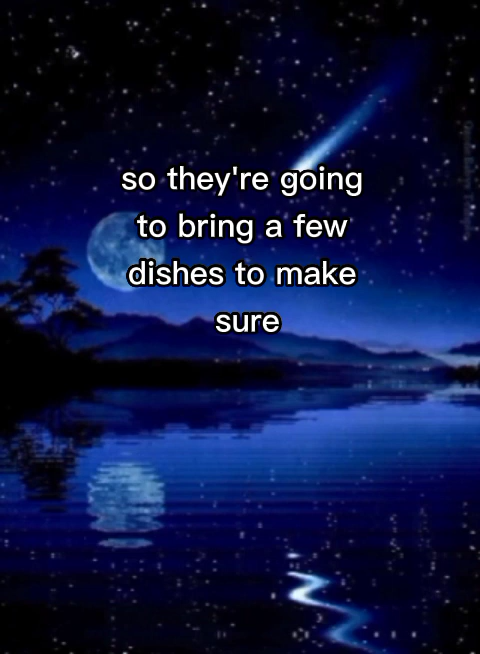 so they're going
to bring a few
dishes to make
sure